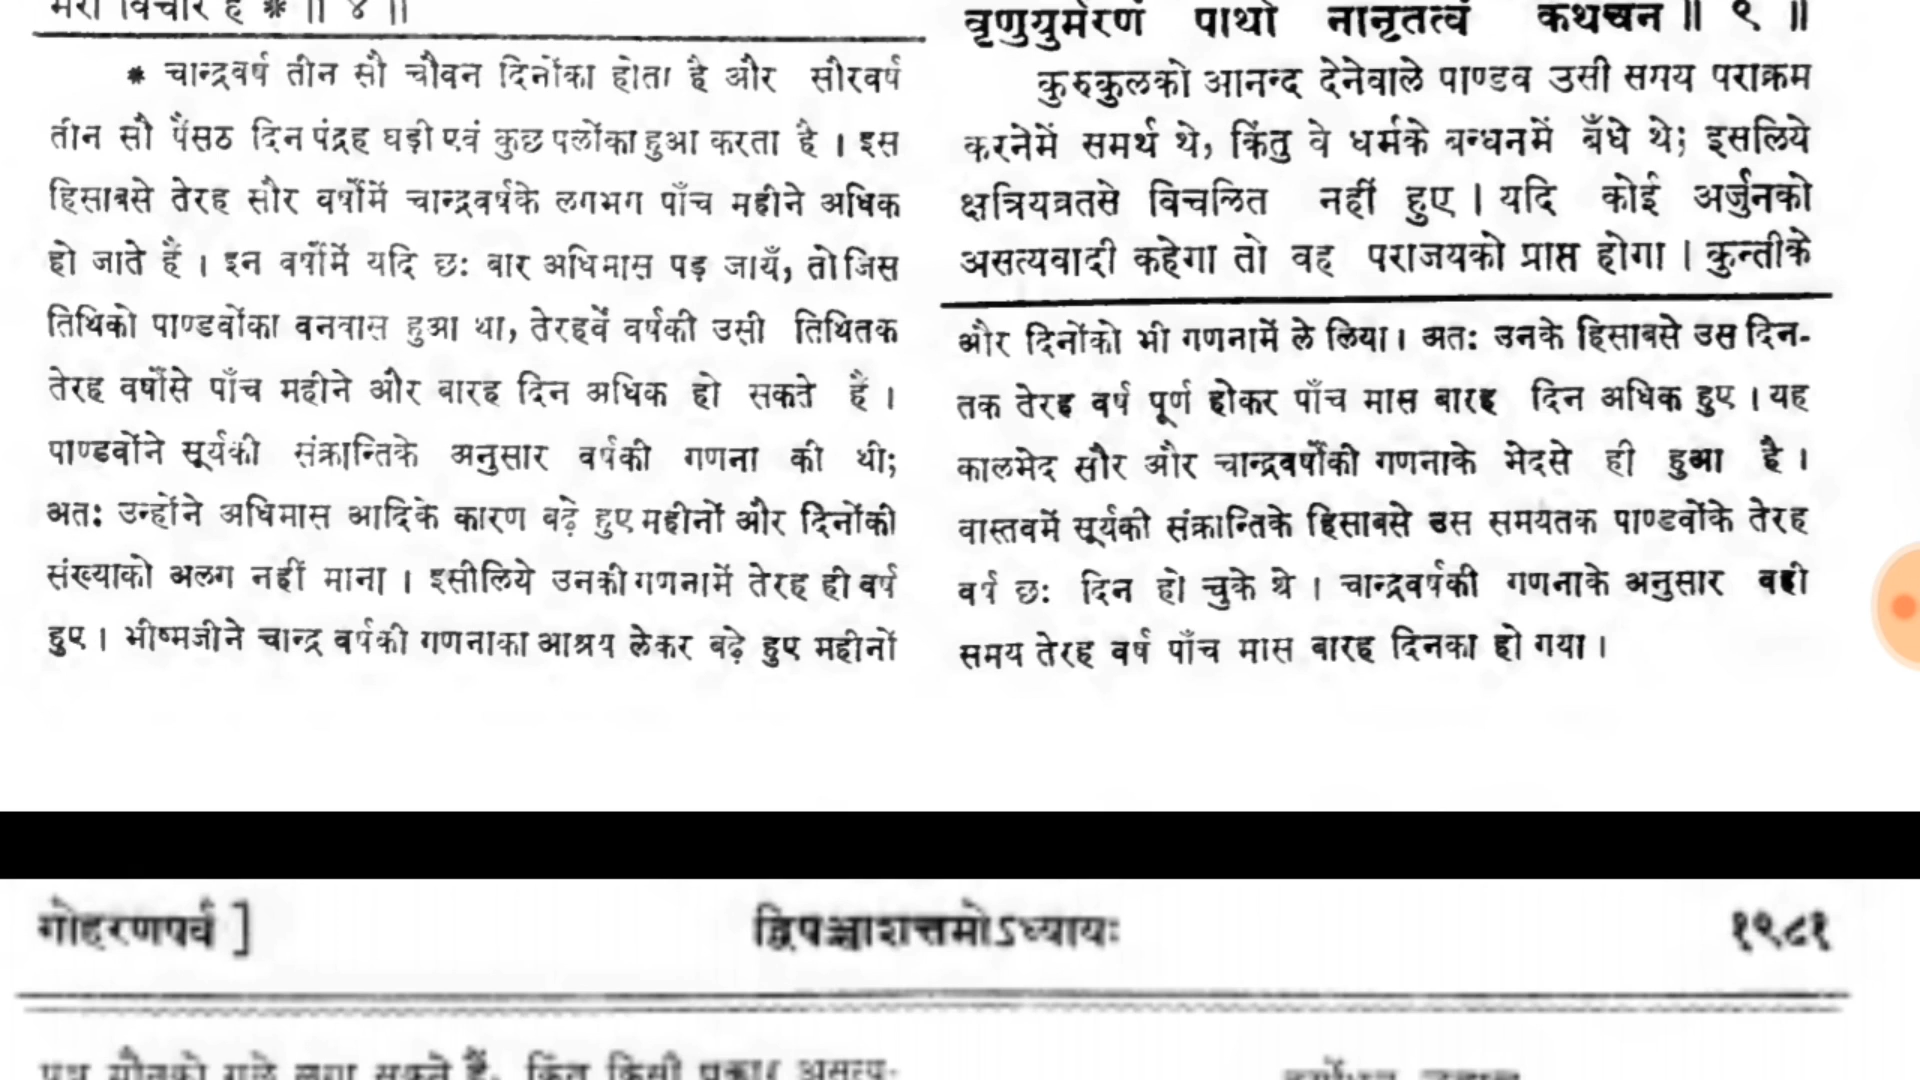 मेरा विचार है * ॥ ४ ॥
* चान्द्रवर्ष तीन सौ चौवन दिनोंका होता है और सौरवर्ष
तीन सौ पैंसठ दिन पंद्रह घड़ी एवं कुछ पलोंका हुआ करता है । इस
हिसाबसे तेरह सौर वर्षोंमें चान्द्रवर्षके लगभग पाँच महीने अधिक
हो जाते हैं । इन वर्षोंमें यदि छः बार अधिमास पड़ जायँ, तो जिस
तिथिको पाण्डवोंका वनवास हुआ था, तेरहवें वर्षकी उसी तिथितक
तेरह वर्षोंसे पाँच महीने और बारह दिन अधिक हो सकते हैं ।
पाण्डवोंने सूर्यकी संक्रान्तिके अनुसार वर्षकी गणना की थी;
अतः उन्होंने अधिमास आदिके कारण बढ़े हुए महीनों और दिनोंकी
संख्याको अलग नहीं माना । इसीलिये उनकी गणनामें तेरह ही वर्ष
हुए । भीष्मजीने चान्द्र वर्षकी गणनाका आश्रय लेकर बढ़े हुए महीनों
वृणुयुर्मरणं पार्था नानृतत्वं कथञ्चन ॥ ९ ॥
कुरुकुलको आनन्द देनेवाले पाण्डव उसी समय पराक्रम
करनेमें समर्थ थे, किंतु वे धर्मके बन्धनमें बँधे थे; इसलिये
क्षत्रियव्रतसे विचलित नहीं हुए । यदि कोई अर्जुनको
असत्यवादी कहेगा तो वह पराजयको प्राप्त होगा । कुन्तीके
और दिनोंको भी गणनामें ले लिया । अतः उनके हिसाबसे उस दिन-
तक तेरह वर्ष पूर्ण होकर पाँच मास बारह दिन अधिक हुए । यह
कालभेद सौर और चान्द्रवर्षोंकी गणनाके भेदसे ही हुआ है ।
वास्तवमें सूर्यकी संक्रान्तिके हिसाबसे उस समयतक पाण्डवोंके तेरह
वर्ष छः दिन हो चुके थे । चान्द्रवर्षकी गणनाके अनुसार वही
समय तेरह वर्ष पाँच मास बारह दिनका हो गया ।
गोहरणपर्व ]
द्विपञ्चाशत्तमोऽध्यायः
१९८१
पुत्र मौतको गले लगा सकते हैं, किंतु किसी प्रकार असत्य-